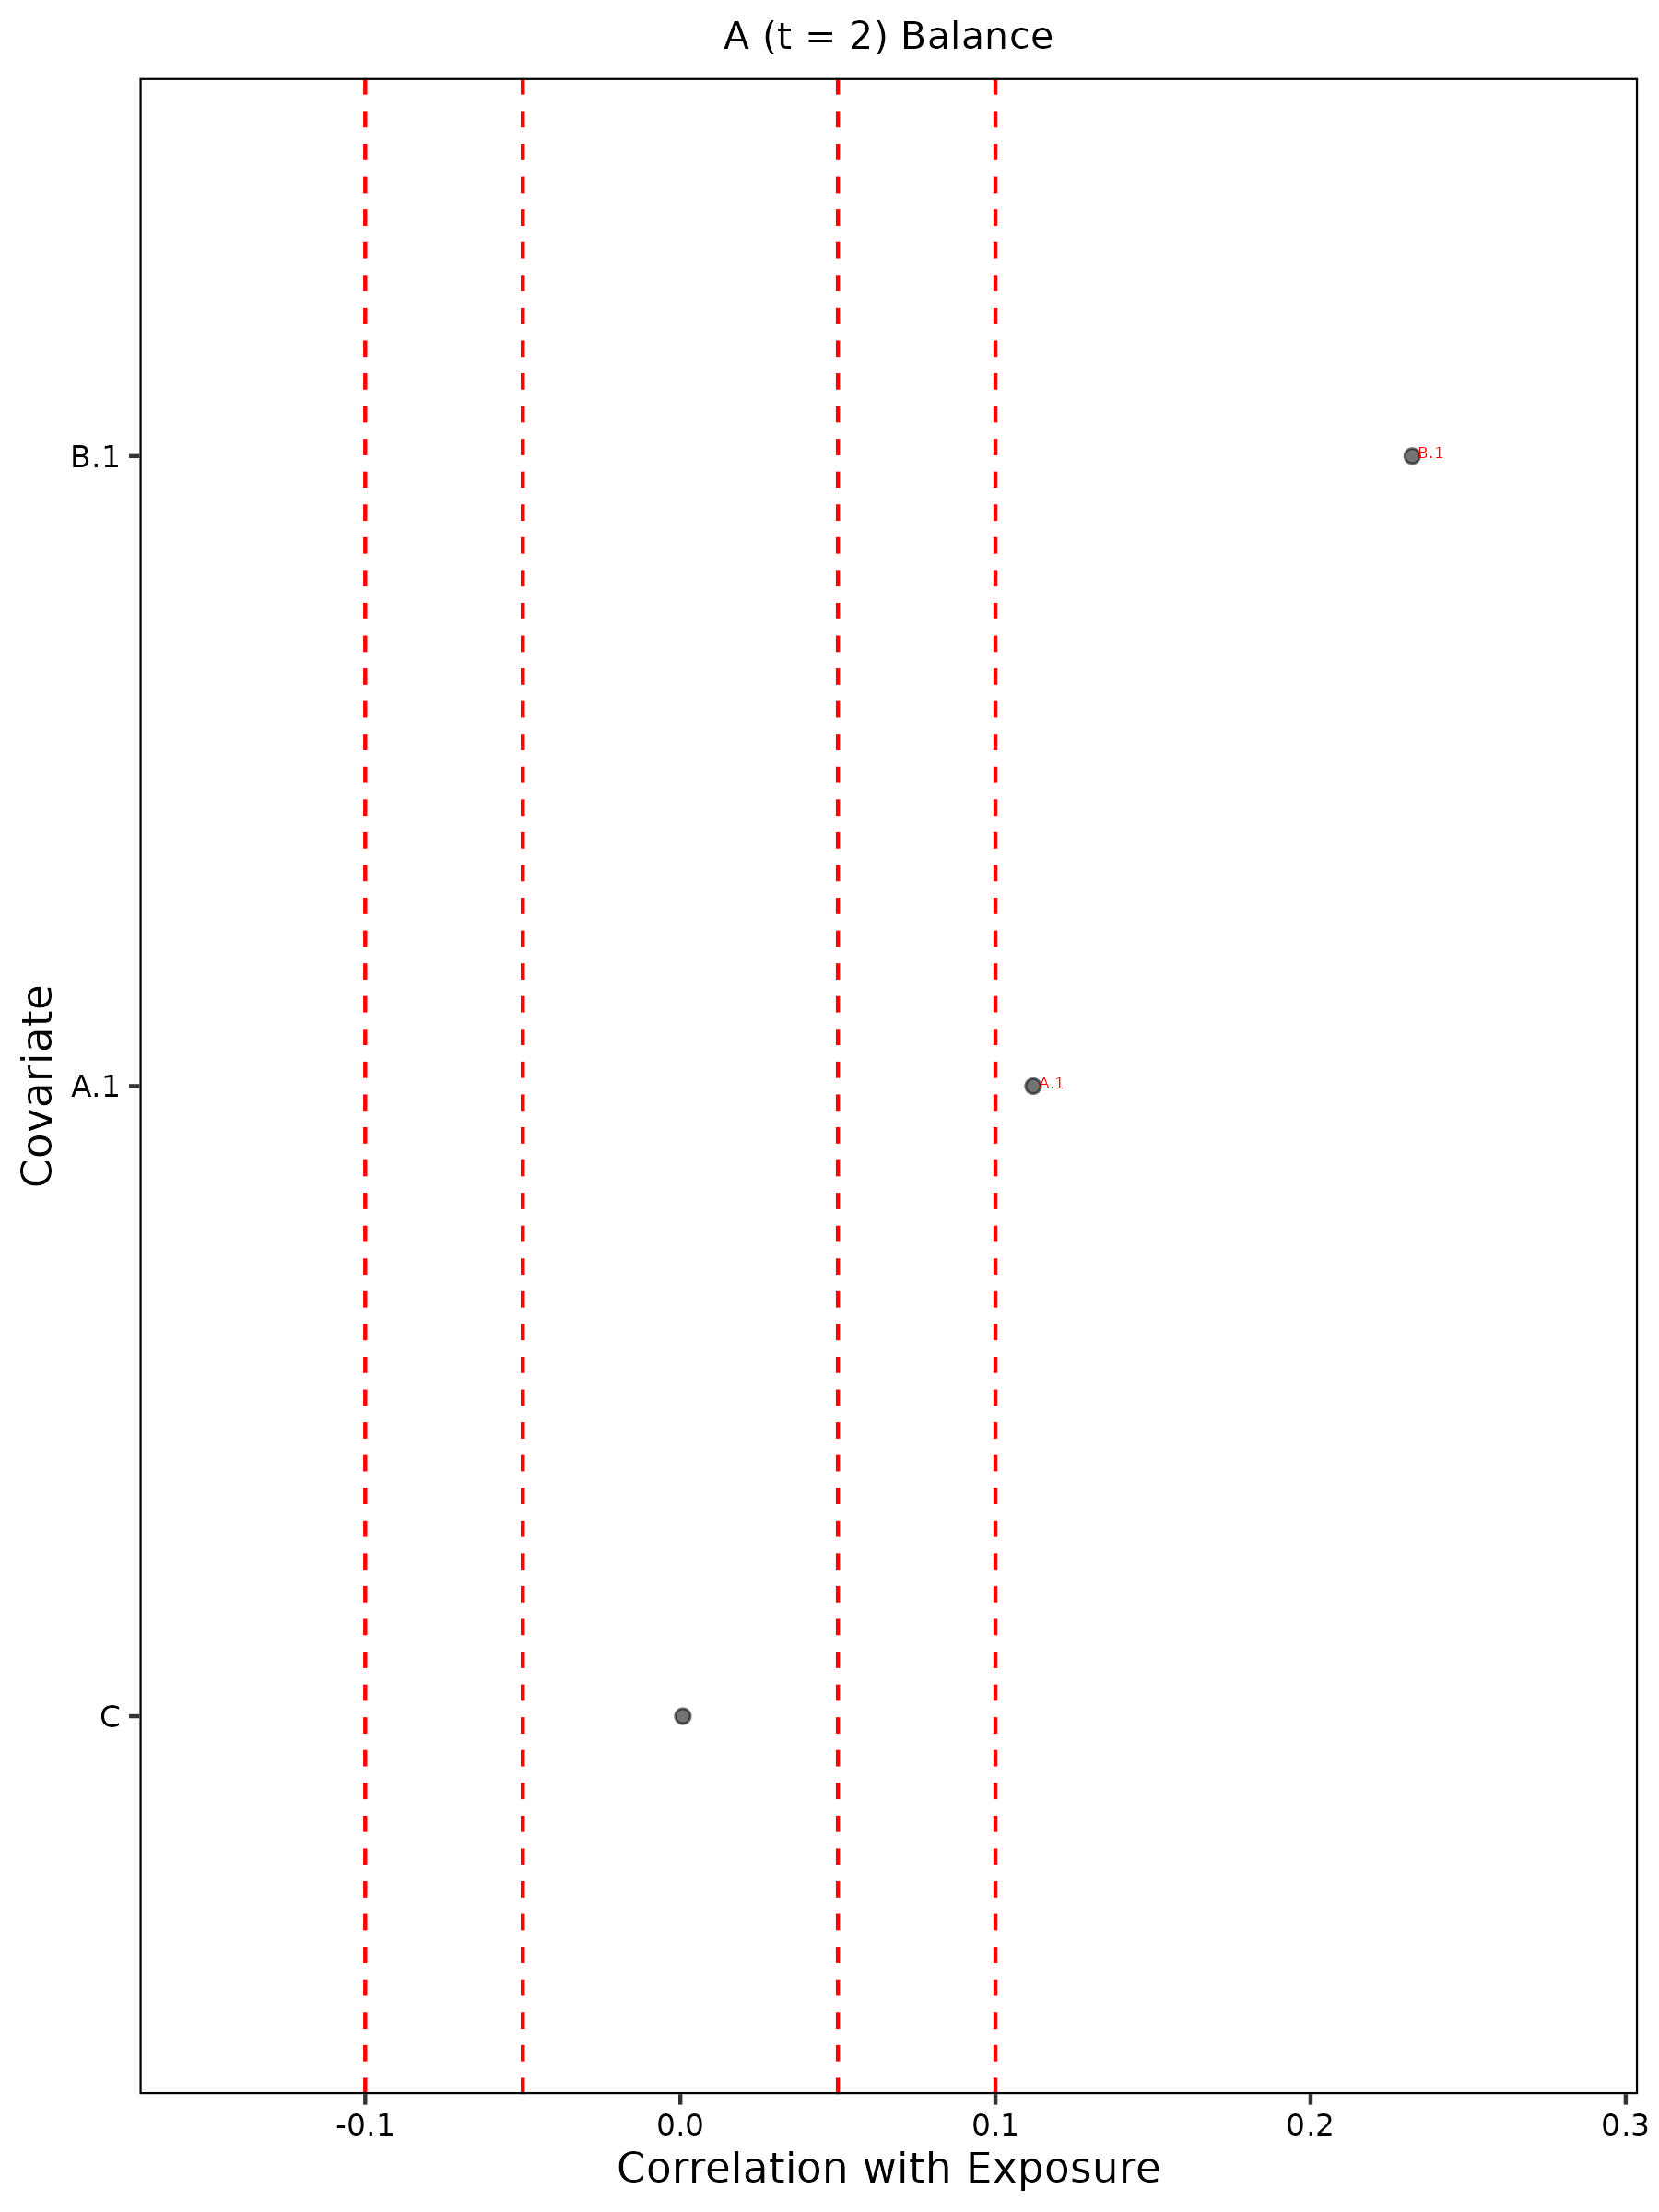 A (t = 2) Balance
Covariate
B.1
B.1
A.1
A.1
C
-0.1
0.0
0.1
0.2
0.3
Correlation with Exposure